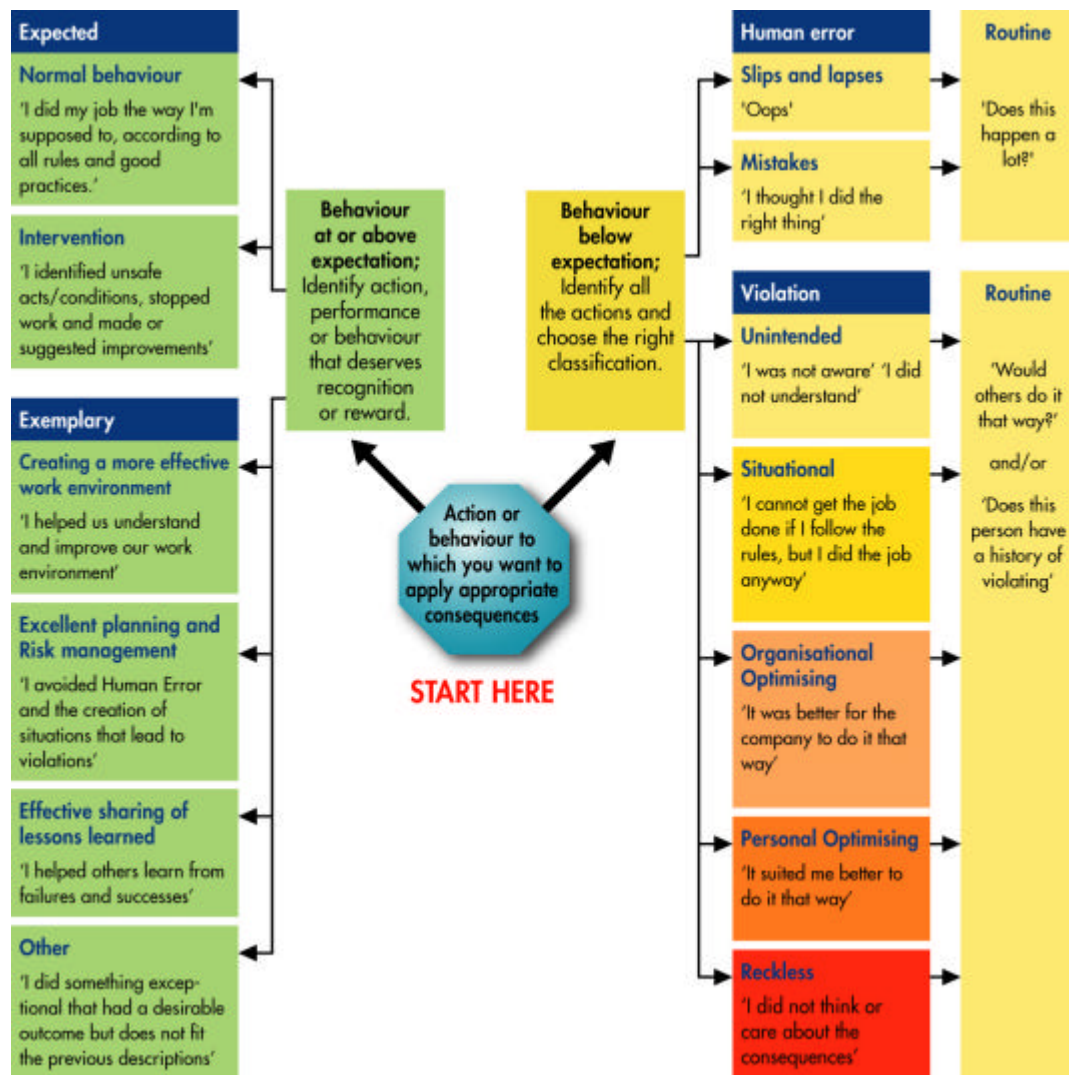 Expected
Normal behaviour
'I did my job the way I'm
supposed to, according to
all rules and good
practices.'
Intervention
'I identified unsafe
acts/conditions, stopped
work and made or
suggested improvements'
Exemplary
Creating a more effective
work environment
'I helped us understand
and improve our work
environment'
Excellent planning and
Risk management
'I avoided Human Error
and the creation of
situations that lead to
violations'
Effective sharing of
lessons learned
'I helped others learn from
failures and successes'
Other
'I did something excep-
tional that had a desirable
outcome but does not fit
the previous descriptions'
Behaviour
at or above
expectation;
Identify action,
performance
or behaviour
that deserves
recognition
or reward.
Behaviour
below
expectation;
Identify all
the actions and
choose the right
classification.
Action or
behaviour to
which you want to
apply appropriate
consequences
START HERE
Human error
Slips and lapses
'Oops'
Mistakes
'I thought I did the
right thing'
Routine
'Does this
happen a
lot?'
Violation
Unintended
'I was not aware' 'I did
not understand'
Situational
'I cannot get the job
done if I follow the
rules, but I did the job
anyway'
Organisational
Optimising
'It was better for the
company to do it that
way'
Personal Optimising
'It suited me better to
do it that way'
Reckless
'I did not think or
care about the
consequences'
Routine
'Would
others do it
that way?'
and/or
'Does this
person have
a history of
violating'